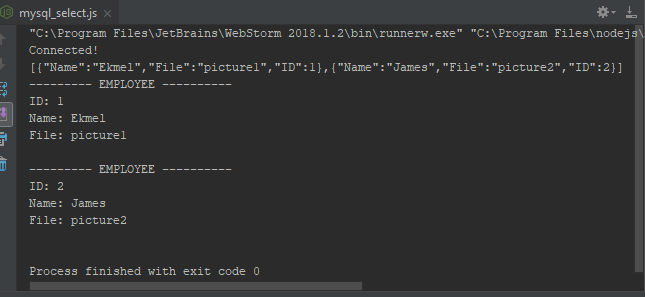 mysql_select.js
"C:\Program Files\JetBrains\WebStorm 2018.1.2\bin\runnerw.exe" "C:\Program Files\nodejs\
Connected!
[{"Name":"Ekmel","File":"picture1","ID":1},{"Name":"James","File":"picture2","ID":2}]
--------- EMPLOYEE ----------
ID: 1
Name: Ekmel
File: picture1
--------- EMPLOYEE ----------
ID: 2
Name: James
File: picture2
Process finished with exit code 0